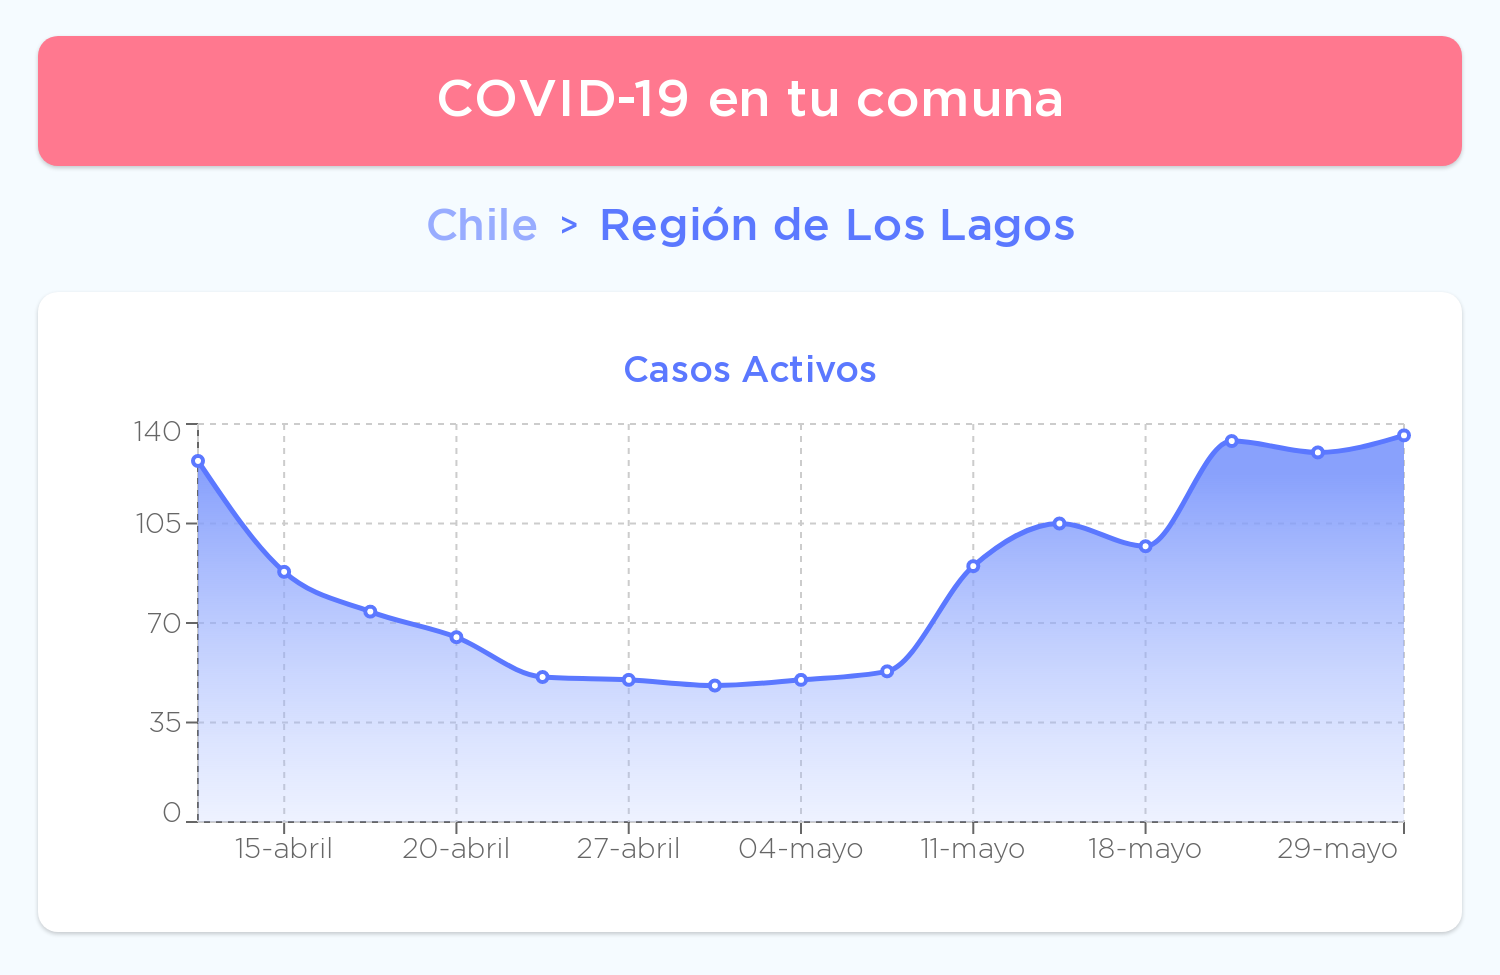 COVID-19 en tu comuna
Chile > Región de Los Lagos
Casos Activos
140
105
70
35
0
15-abril 20-abril 27-abril 04-mayo 11-mayo 18-mayo 29-mayo